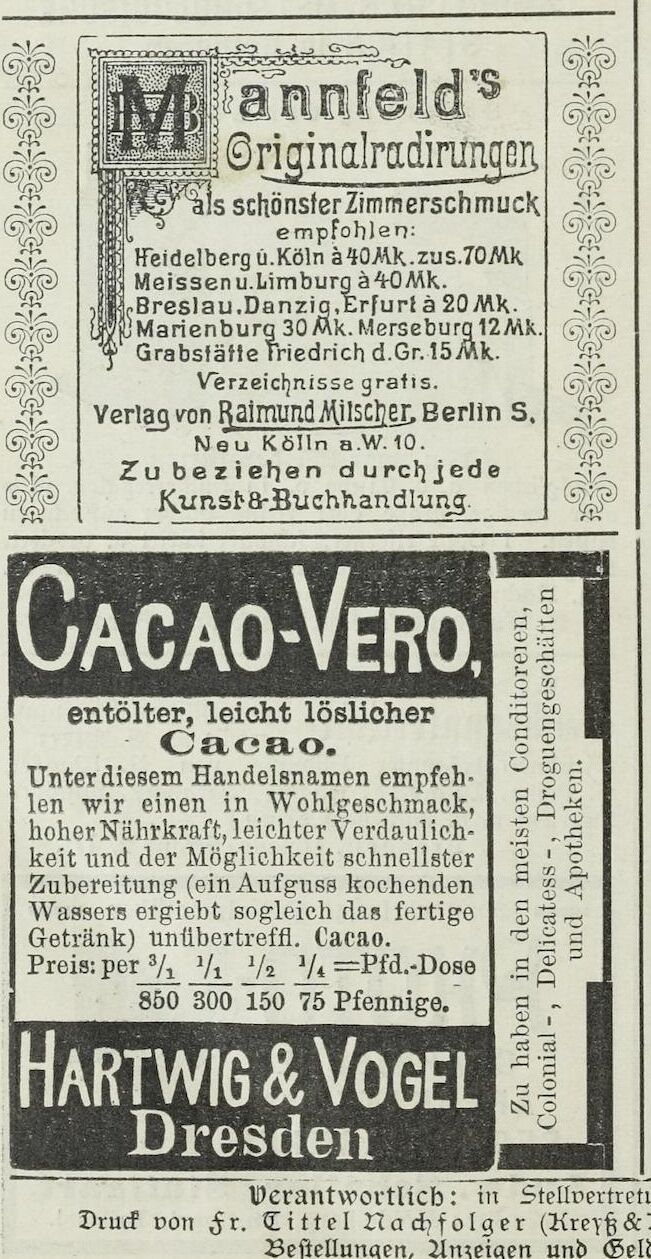 Mannfeld's
Originalradirungen
als schönster Zimmerschmuck
empfohlen:
Heidelberg u. Köln à 40 Mk. zus. 70 Mk
Meissen u. Limburg à 40 Mk.
Breslau. Danzig, Erfurt à 20 Mk.
Marienburg 30 Mk. Merseburg 12 Mk.
Grabstätte Friedrich d. Gr. 15 Mk.
Verzeichnisse gratis.
Verlag von Raimund Mitscher, Berlin S.
Neu Kölln a.W. 10.
Zu beziehen durch jede
Kunst & Buchhandlung.
CACAO-VERO,
entölter, leicht löslicher
Cacao.
Unter diesem Handelsnamen empfeh-
len wir einen in Wohlgeschmack,
hoher Nährkraft, leichter Verdaulich-
keit und der Möglichkeit schnellster
Zubereitung (ein Aufguss kochenden
Wassers ergiebt sogleich das fertige
Getränk) unübertreffl. Cacao.
Preis: per 3/1 1/1 1/2 1/4 =Pfd.-Dose
850 300 150 75 Pfennige.
HARTWIG & VOGEL
Dresden
Zu haben in den meisten Conditoreien,
Colonial-, Delicatess-, Droguengeschäften
und Apotheken.
Verantwortlich: in Stellvertretu
Druck von Fr. Tittel Nachfolger (Kreyß &
Bestellungen, Anzeigen und Geld